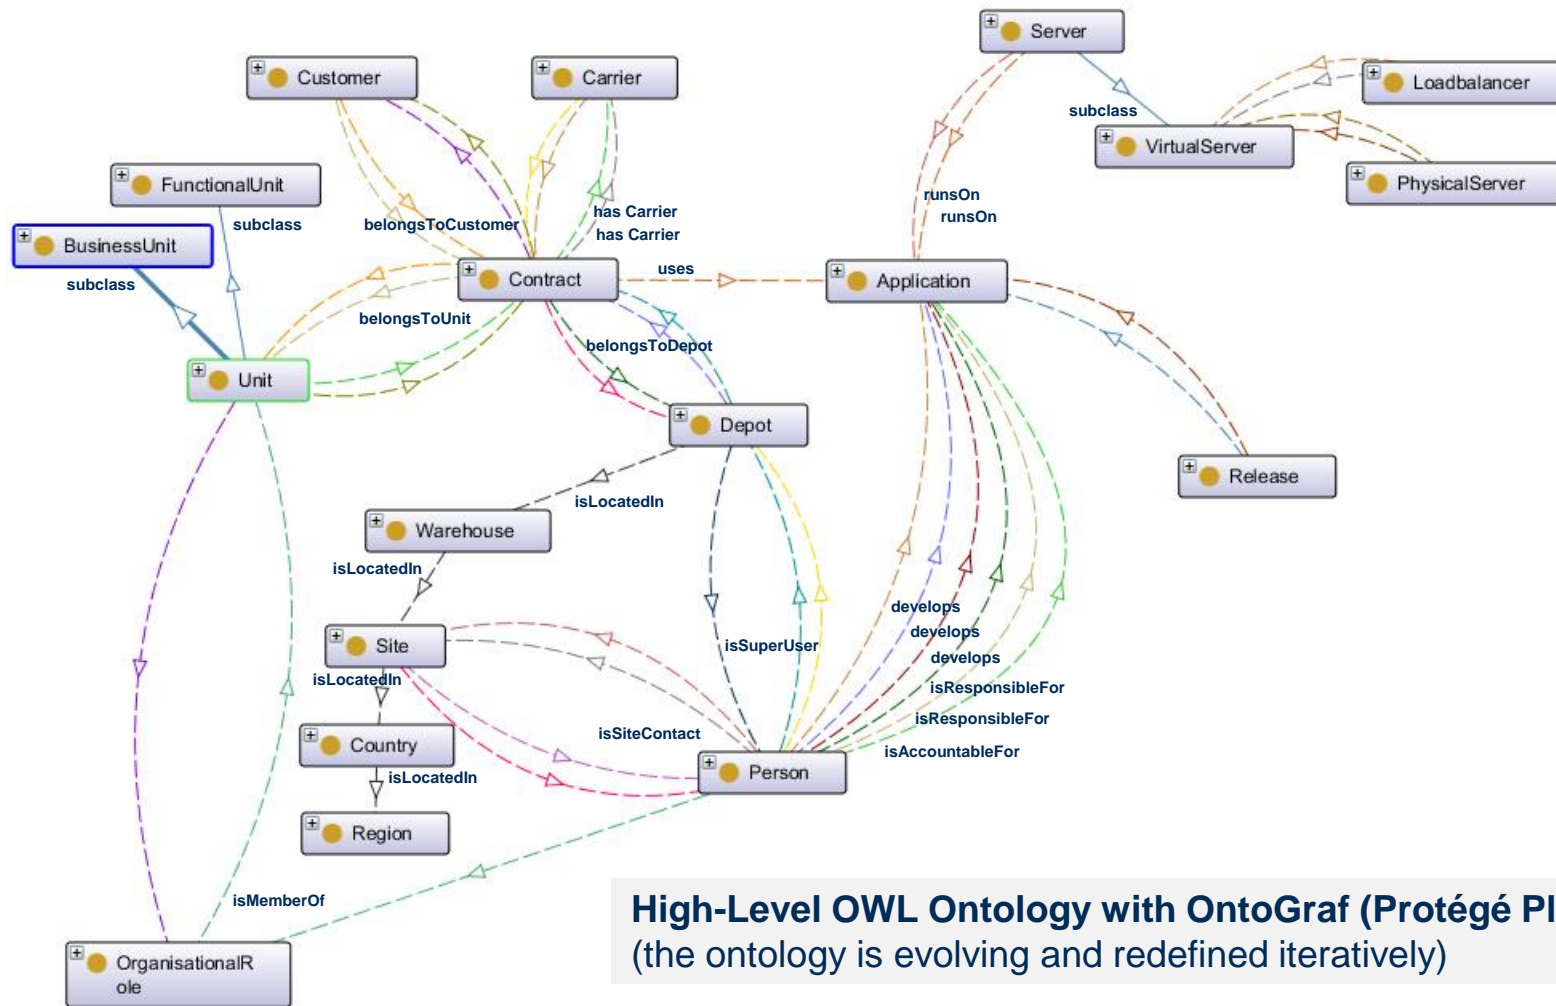 Server
Customer
Carrier
Loadbalancer
subclass
VirtualServer
FunctionalUnit
PhysicalServer
runsOn
runsOn
has Carrier
belongsToCustomer
subclass
has Carrier
BusinessUnit
uses
Contract
Application
subclass
belongsToUnit
belongsToDepot
Unit
Depot
Release
isLocatedIn
Warehouse
isLocatedIn
develops
develops
Site
isSuperUser
develops
isLocatedIn
isResponsibleFor
isResponsibleFor
isSiteContact
Country
isAccountableFor
Person
isLocatedIn
Region
isMemberOf
High-Level OWL Ontology with OntoGraf (Protégé Pl
(the ontology is evolving and redefined iteratively)
OrganisationalR
ole